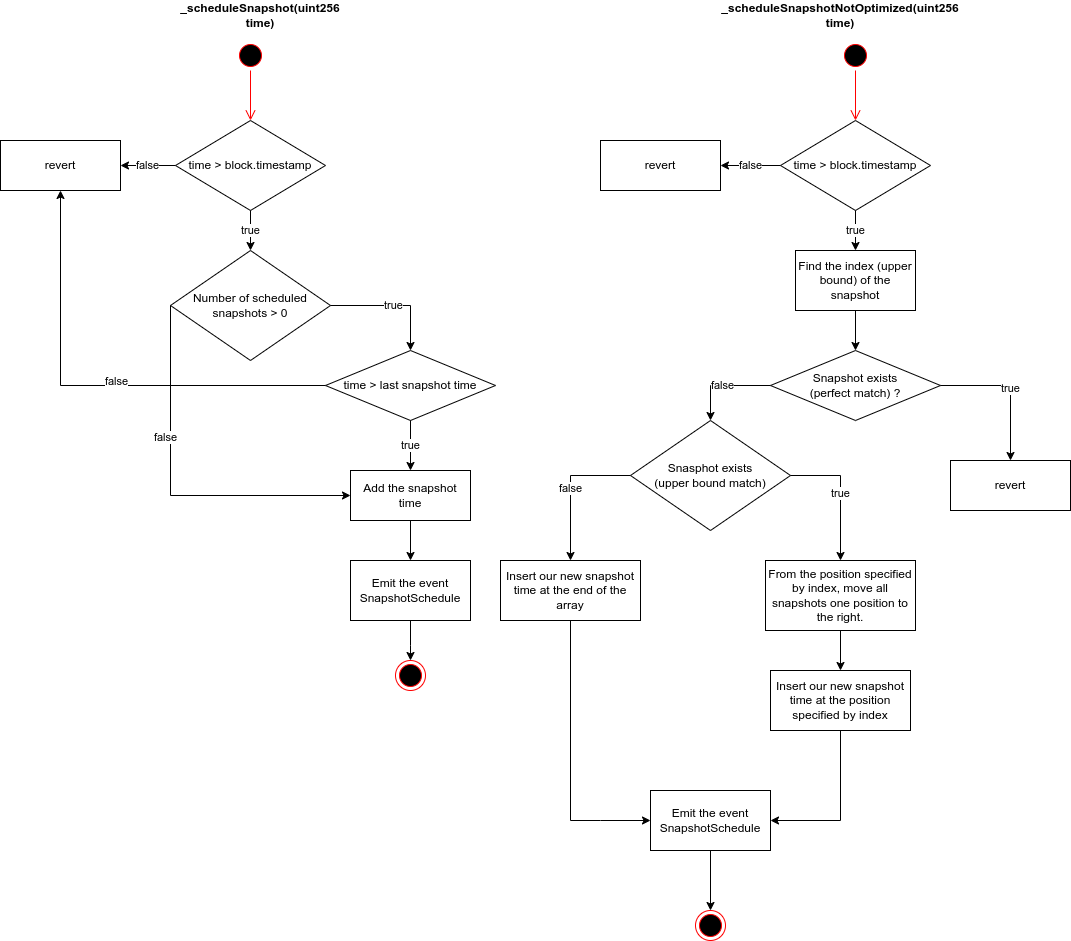 _scheduleSnapshot(uint256
time)
time > block.timestamp
revert
false
true
Number of scheduled
snapshots > 0
true
time > last snapshot time
false
false
true
Add the snapshot
time
Emit the event
SnapshotSchedule
_scheduleSnapshotNotOptimized(uint256
time)
time > block.timestamp
revert
false
true
Find the index (upper
bound) of the
snapshot
Snapshot exists
(perfect match) ?
false
true
revert
Snasphot exists
(upper bound match)
false
true
Insert our new snapshot
time at the end of the
array
From the position specified
by index, move all
snapshots one position to
the right.
Insert our new snapshot
time at the position
specified by index
Emit the event
SnapshotSchedule